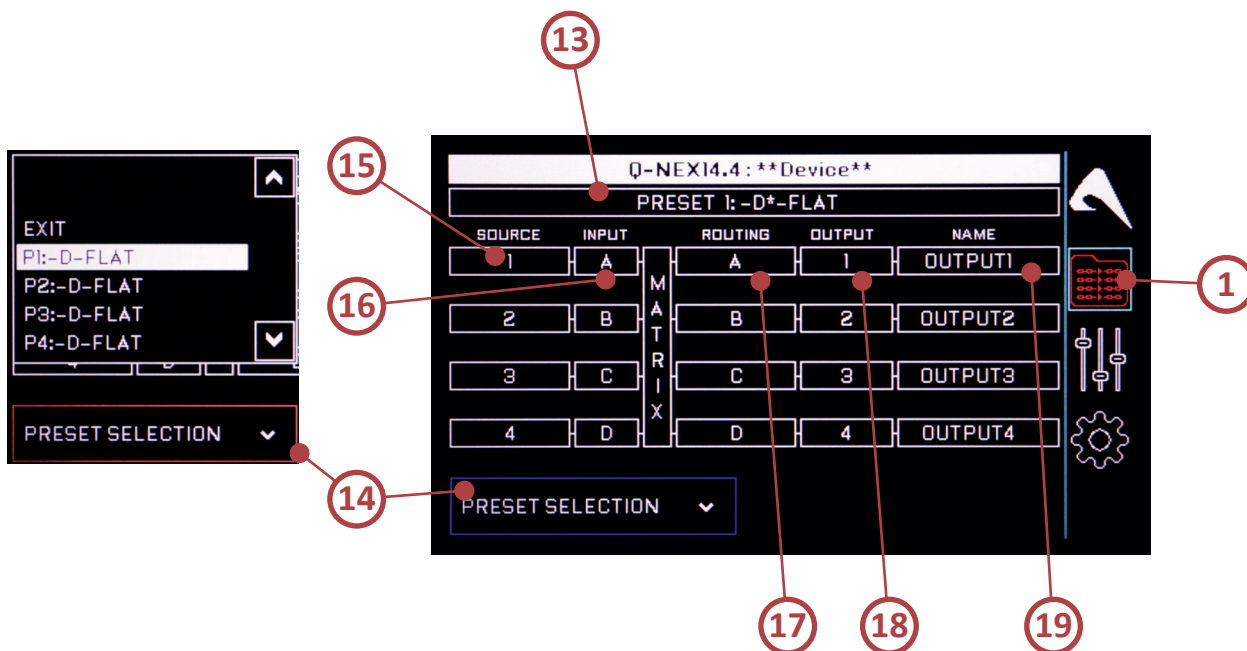 13
15
16
14
EXIT
P1:-D-FLAT
P2:-D-FLAT
P3:-D-FLAT
P4:-D-FLAT
PRESET SELECTION
Q-NEX14.4 : **Device**
PRESET 1: -D*-FLAT
SOURCE INPUT ROUTING OUTPUT NAME
1 A A 1 OUTPUT1
2 B B 2 OUTPUT2
3 C C 3 OUTPUT3
4 D D 4 OUTPUT4
MATRIX
PRESET SELECTION
1
17
18
19